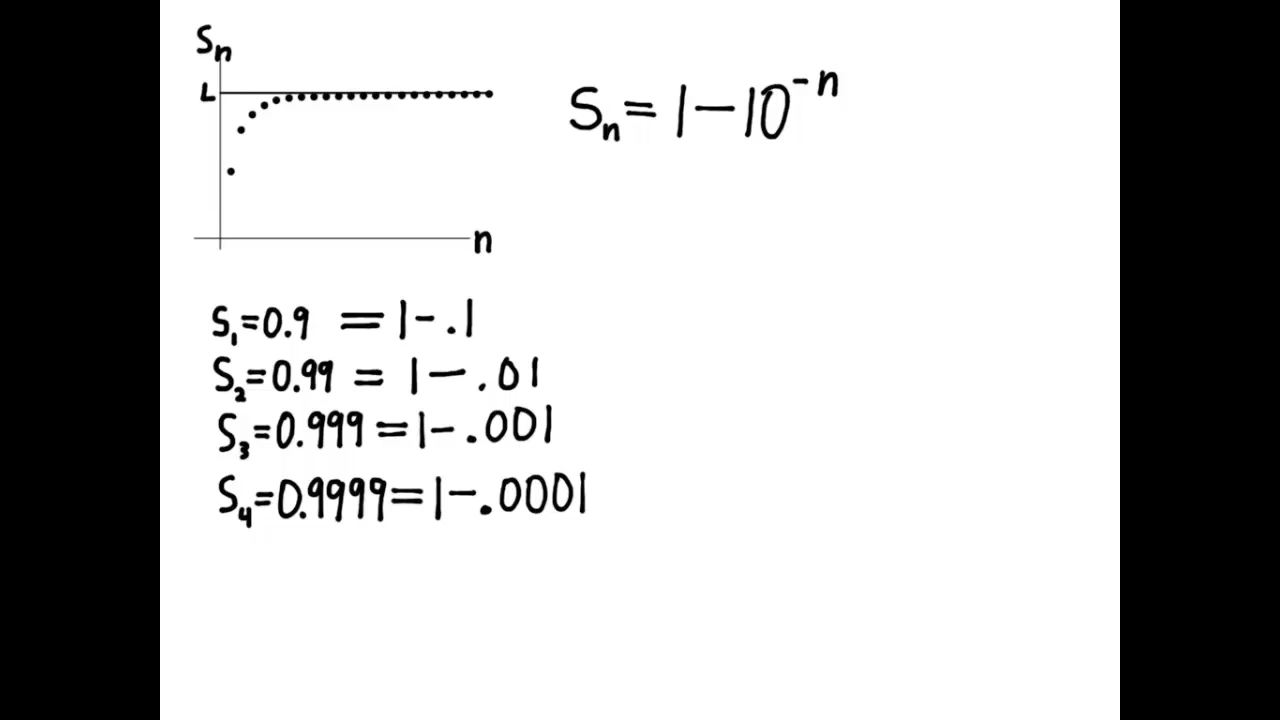 Sₙ
L
Sₙ = 1 - 10⁻ⁿ
n
S₁ = 0.9 = 1 - .1
S₂ = 0.99 = 1 - .01
S₃ = 0.999 = 1 - .001
S₄ = 0.9999 = 1 - .0001